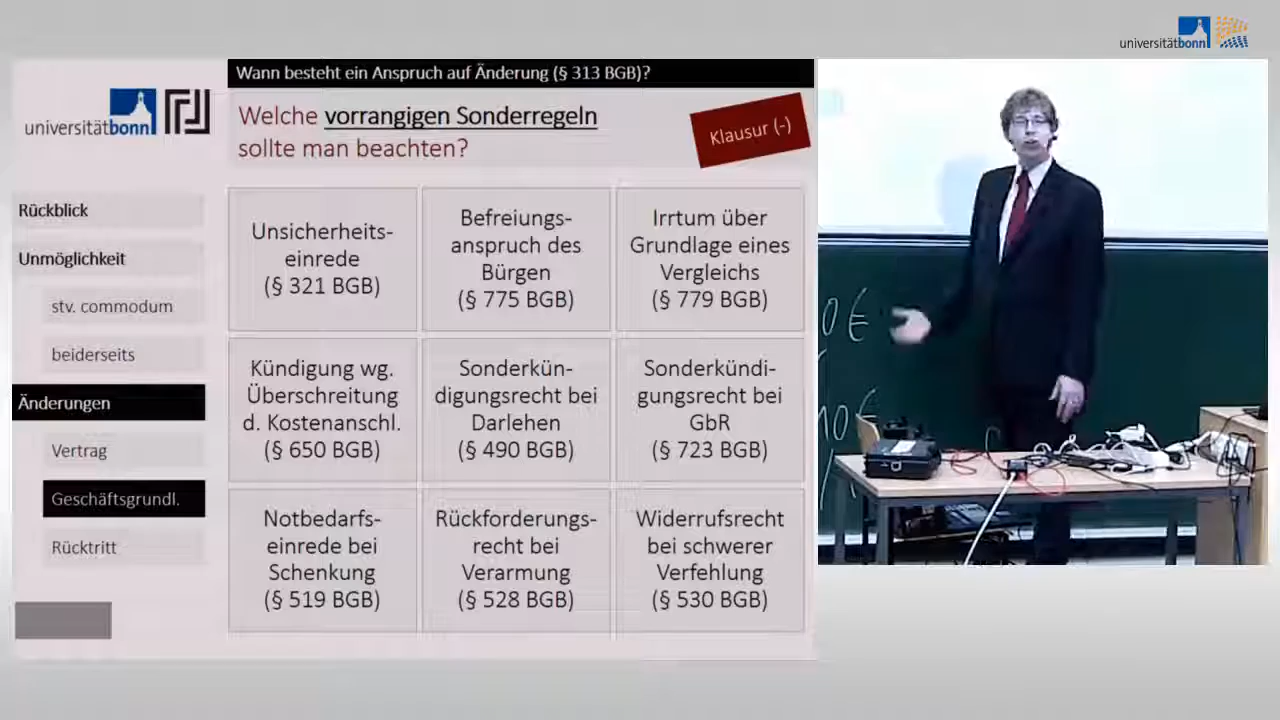 universitätbonn
Wann besteht ein Anspruch auf Änderung (§ 313 BGB)?
universitätbonn
Welche vorrangigen Sonderregeln
sollte man beachten?
Klausur (-)
Rückblick
Unmöglichkeit
stv. commodum
beiderseits
Änderungen
Vertrag
Geschäftsgrundl.
Rücktritt
Unsicherheits-
einrede
(§ 321 BGB)
Befreiungs-
anspruch des
Bürgen
(§ 775 BGB)
Irrtum über
Grundlage eines
Vergleichs
(§ 779 BGB)
Kündigung wg.
Überschreitung
d. Kostenanschl.
(§ 650 BGB)
Sonderkün-
digungsrecht bei
Darlehen
(§ 490 BGB)
Sonderkündi-
gungsrecht bei
GbR
(§ 723 BGB)
Notbedarfs-
einrede bei
Schenkung
(§ 519 BGB)
Rückforderungs-
recht bei
Verarmung
(§ 528 BGB)
Widerrufsrecht
bei schwerer
Verfehlung
(§ 530 BGB)
0 €
10 €